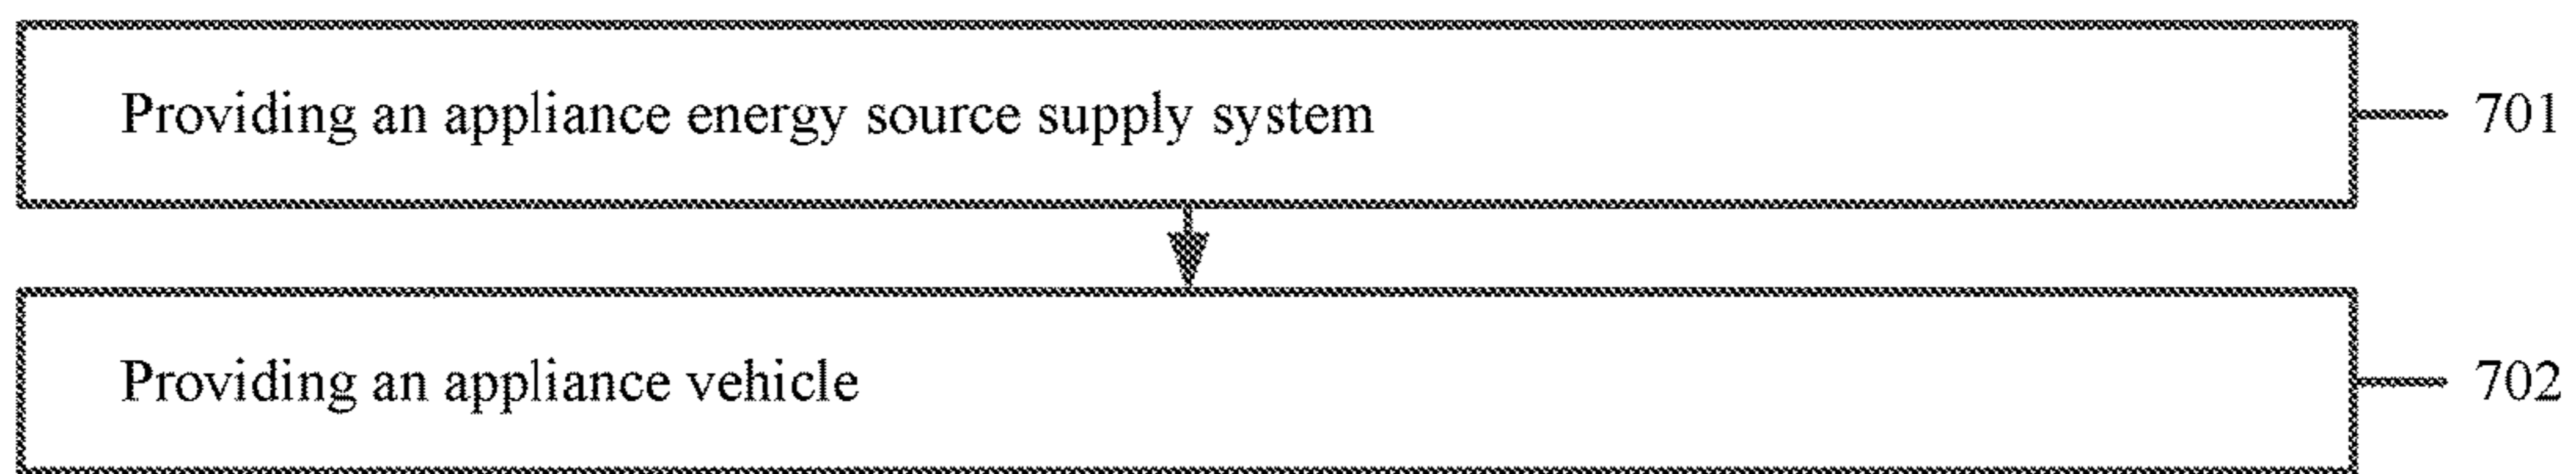 Providing an appliance energy source supply system 701
Providing an appliance vehicle 702